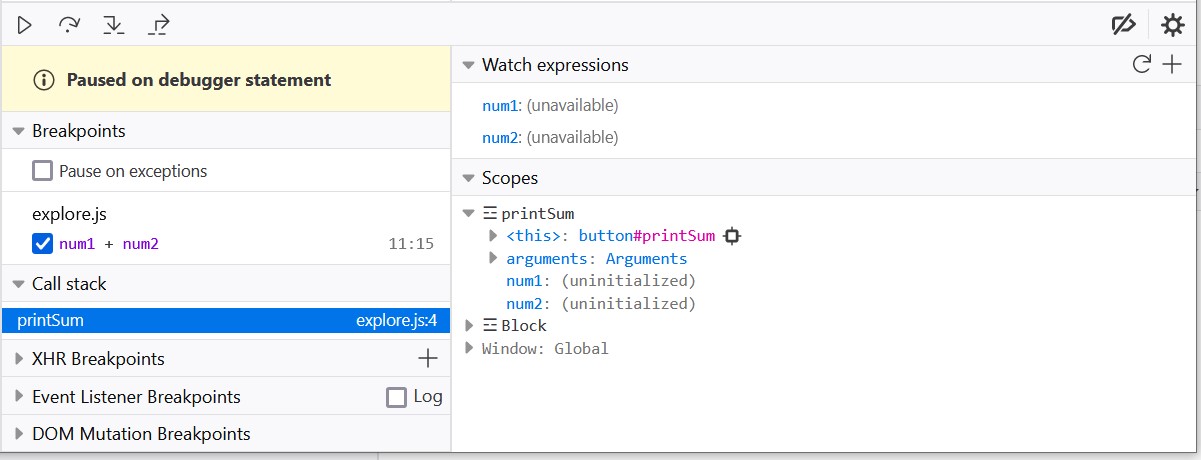 Paused on debugger statement
Breakpoints
Pause on exceptions
explore.js
num1 + num2 11:15
Call stack
printSum explore.js:4
XHR Breakpoints
Event Listener Breakpoints Log
DOM Mutation Breakpoints
Watch expressions
num1: (unavailable)
num2: (unavailable)
Scopes
printSum
<this>: button#printSum
arguments: Arguments
num1: (uninitialized)
num2: (uninitialized)
Block
Window: Global